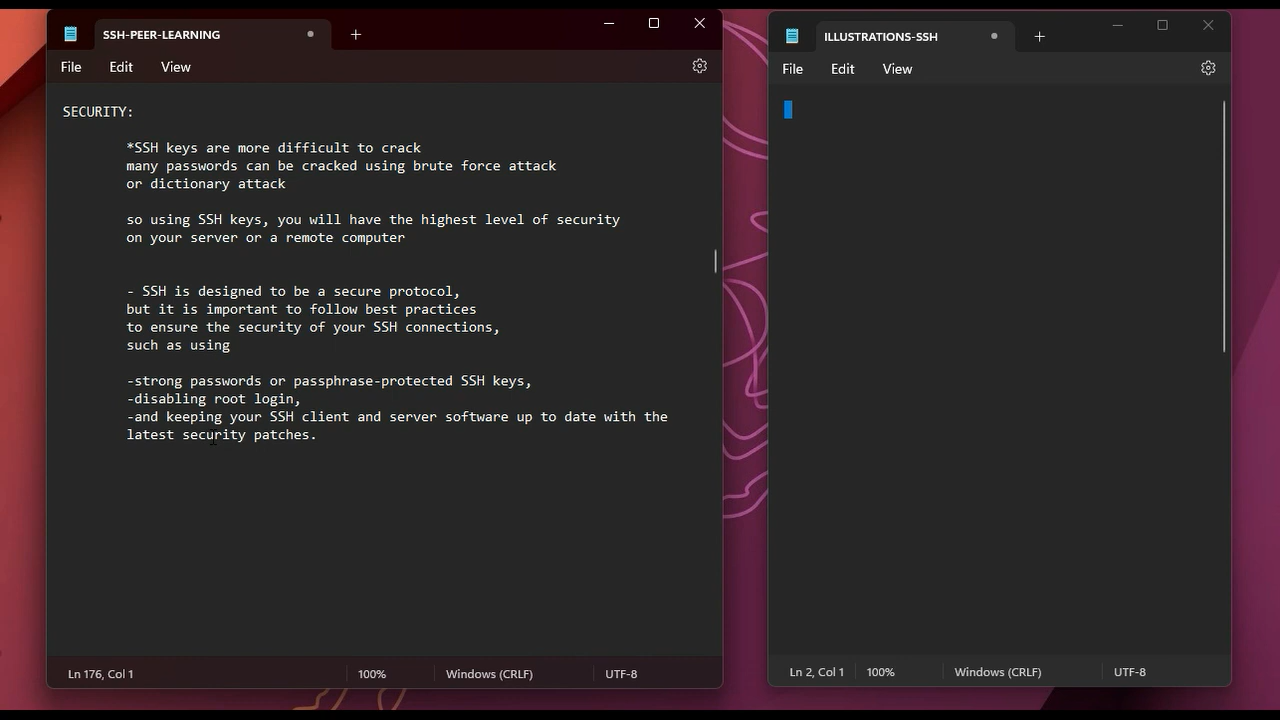 SSH-PEER-LEARNING
File Edit View
SECURITY:
*SSH keys are more difficult to crack
many passwords can be cracked using brute force attack
or dictionary attack
so using SSH keys, you will have the highest level of security
on your server or a remote computer
- SSH is designed to be a secure protocol,
but it is important to follow best practices
to ensure the security of your SSH connections,
such as using
-strong passwords or passphrase-protected SSH keys,
-disabling root login,
-and keeping your SSH client and server software up to date with the
latest security patches.
Ln 176, Col 1 100% Windows (CRLF) UTF-8
ILLUSTRATIONS-SSH
File Edit View
Ln 2, Col 1 100% Windows (CRLF) UTF-8